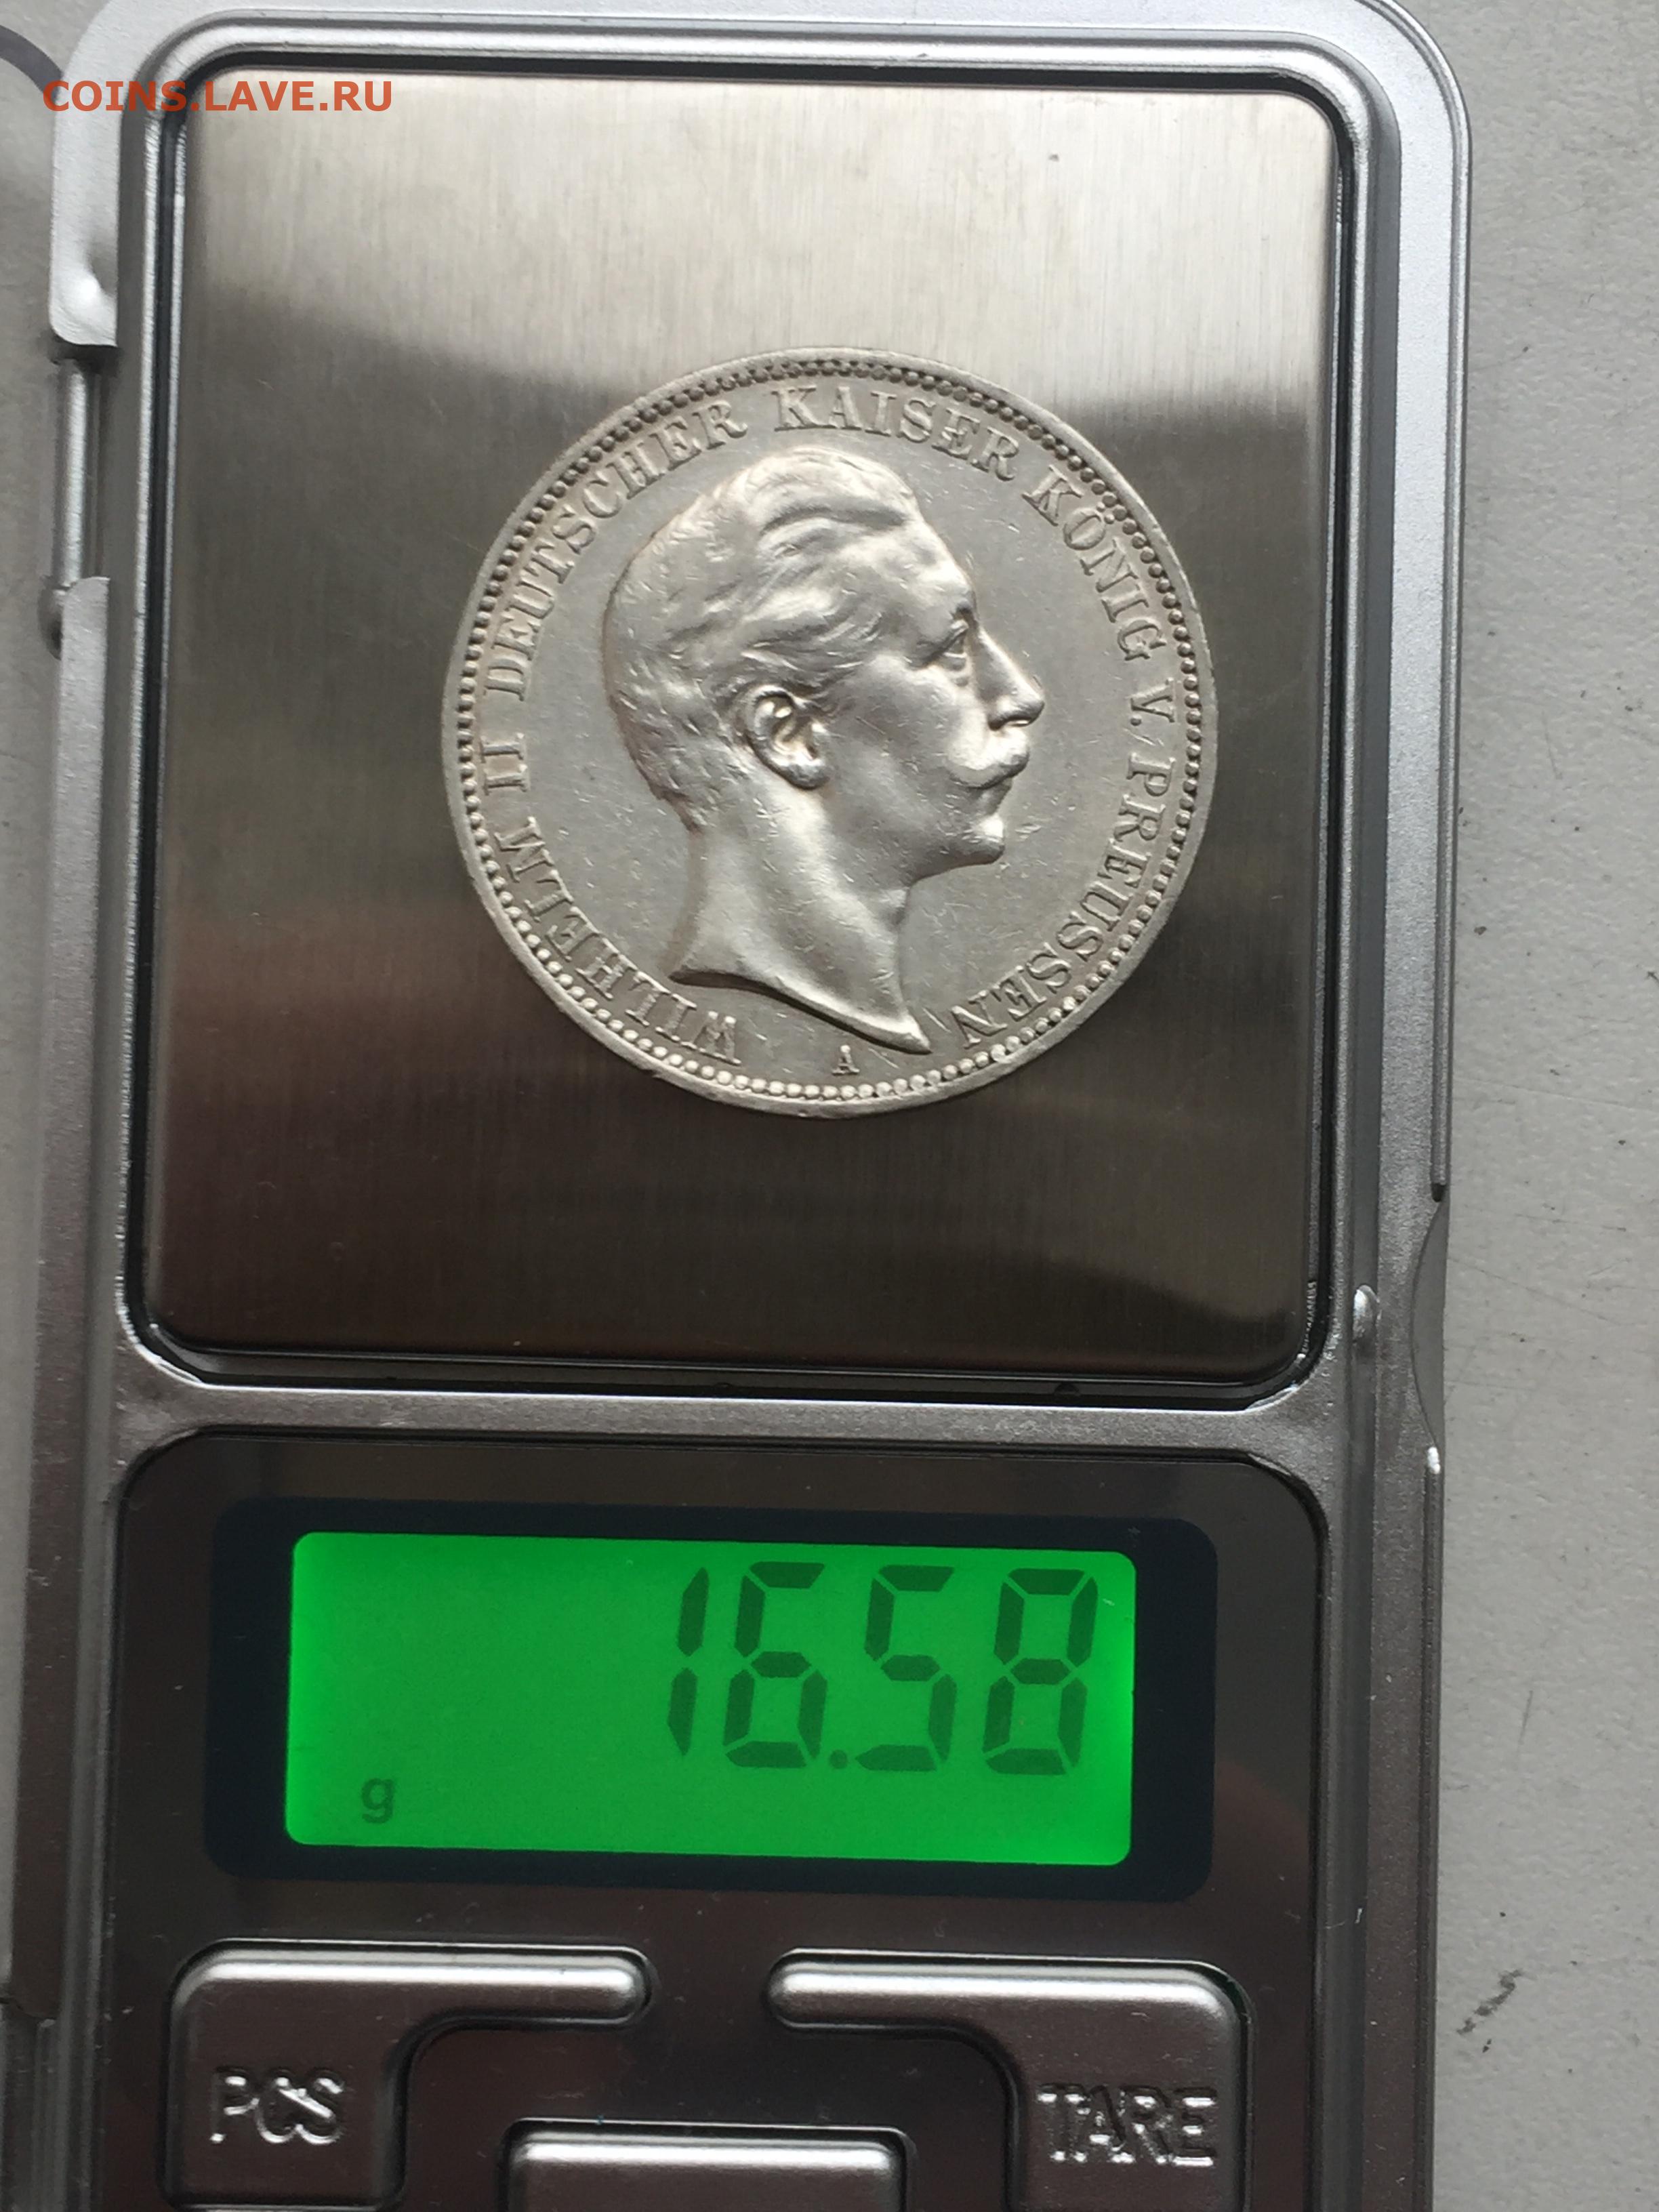 COINS.LAVE.RU
WILHELM II DEUTSCHER KAISER KÖNIG V. PREUSSEN
A
16.58
g
PCS
TARE